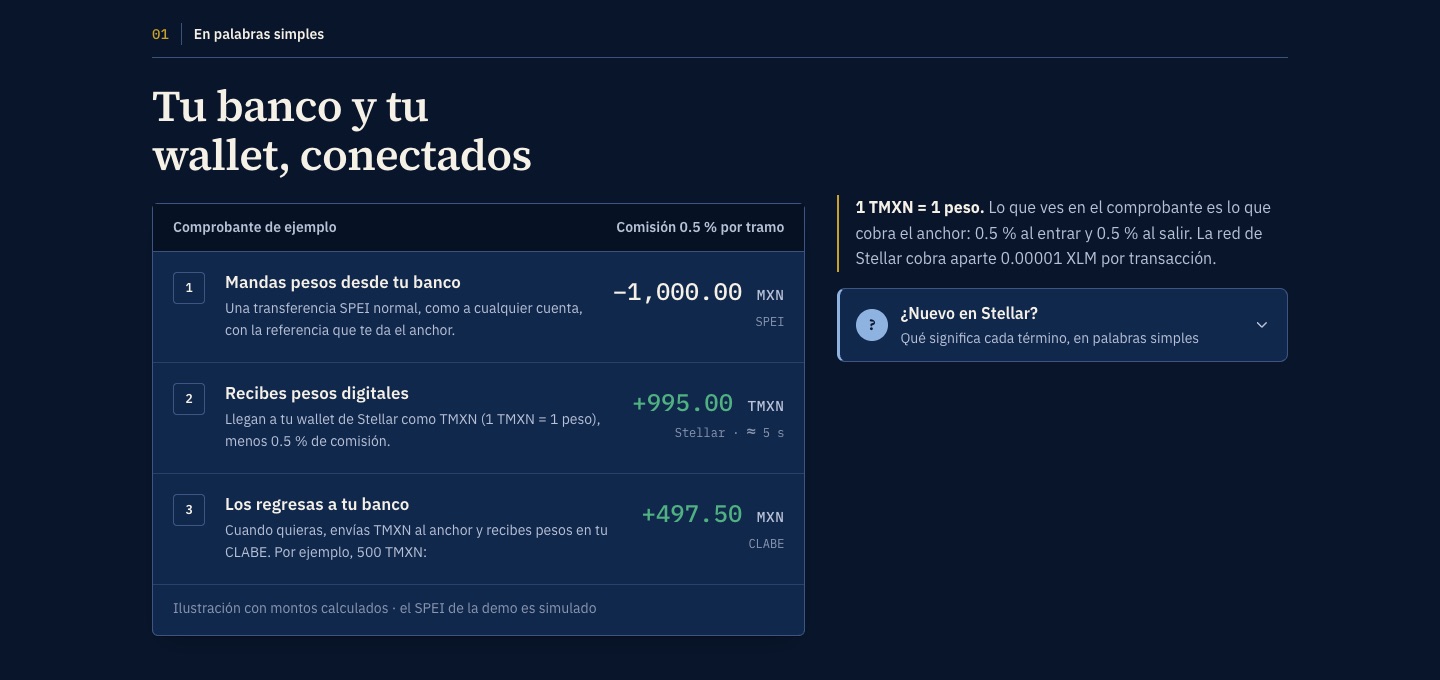 01
En palabras simples
Tu banco y tu
wallet, conectados
Comprobante de ejemplo
Comisión 0.5 % por tramo
1
Mandas pesos desde tu banco
Una transferencia SPEI normal, como a cualquier cuenta,
con la referencia que te da el anchor.
−1,000.00 MXN
SPEI
2
Recibes pesos digitales
Llegan a tu wallet de Stellar como TMXN (1 TMXN = 1 peso),
menos 0.5 % de comisión.
+995.00 TMXN
Stellar · ≈ 5 s
3
Los regresas a tu banco
Cuando quieras, envías TMXN al anchor y recibes pesos en tu
CLABE. Por ejemplo, 500 TMXN:
+497.50 MXN
CLABE
Ilustración con montos calculados · el SPEI de la demo es simulado
1 TMXN = 1 peso. Lo que ves en el comprobante es lo que
cobra el anchor: 0.5 % al entrar y 0.5 % al salir. La red de
Stellar cobra aparte 0.00001 XLM por transacción.
?
¿Nuevo en Stellar?
Qué significa cada término, en palabras simples